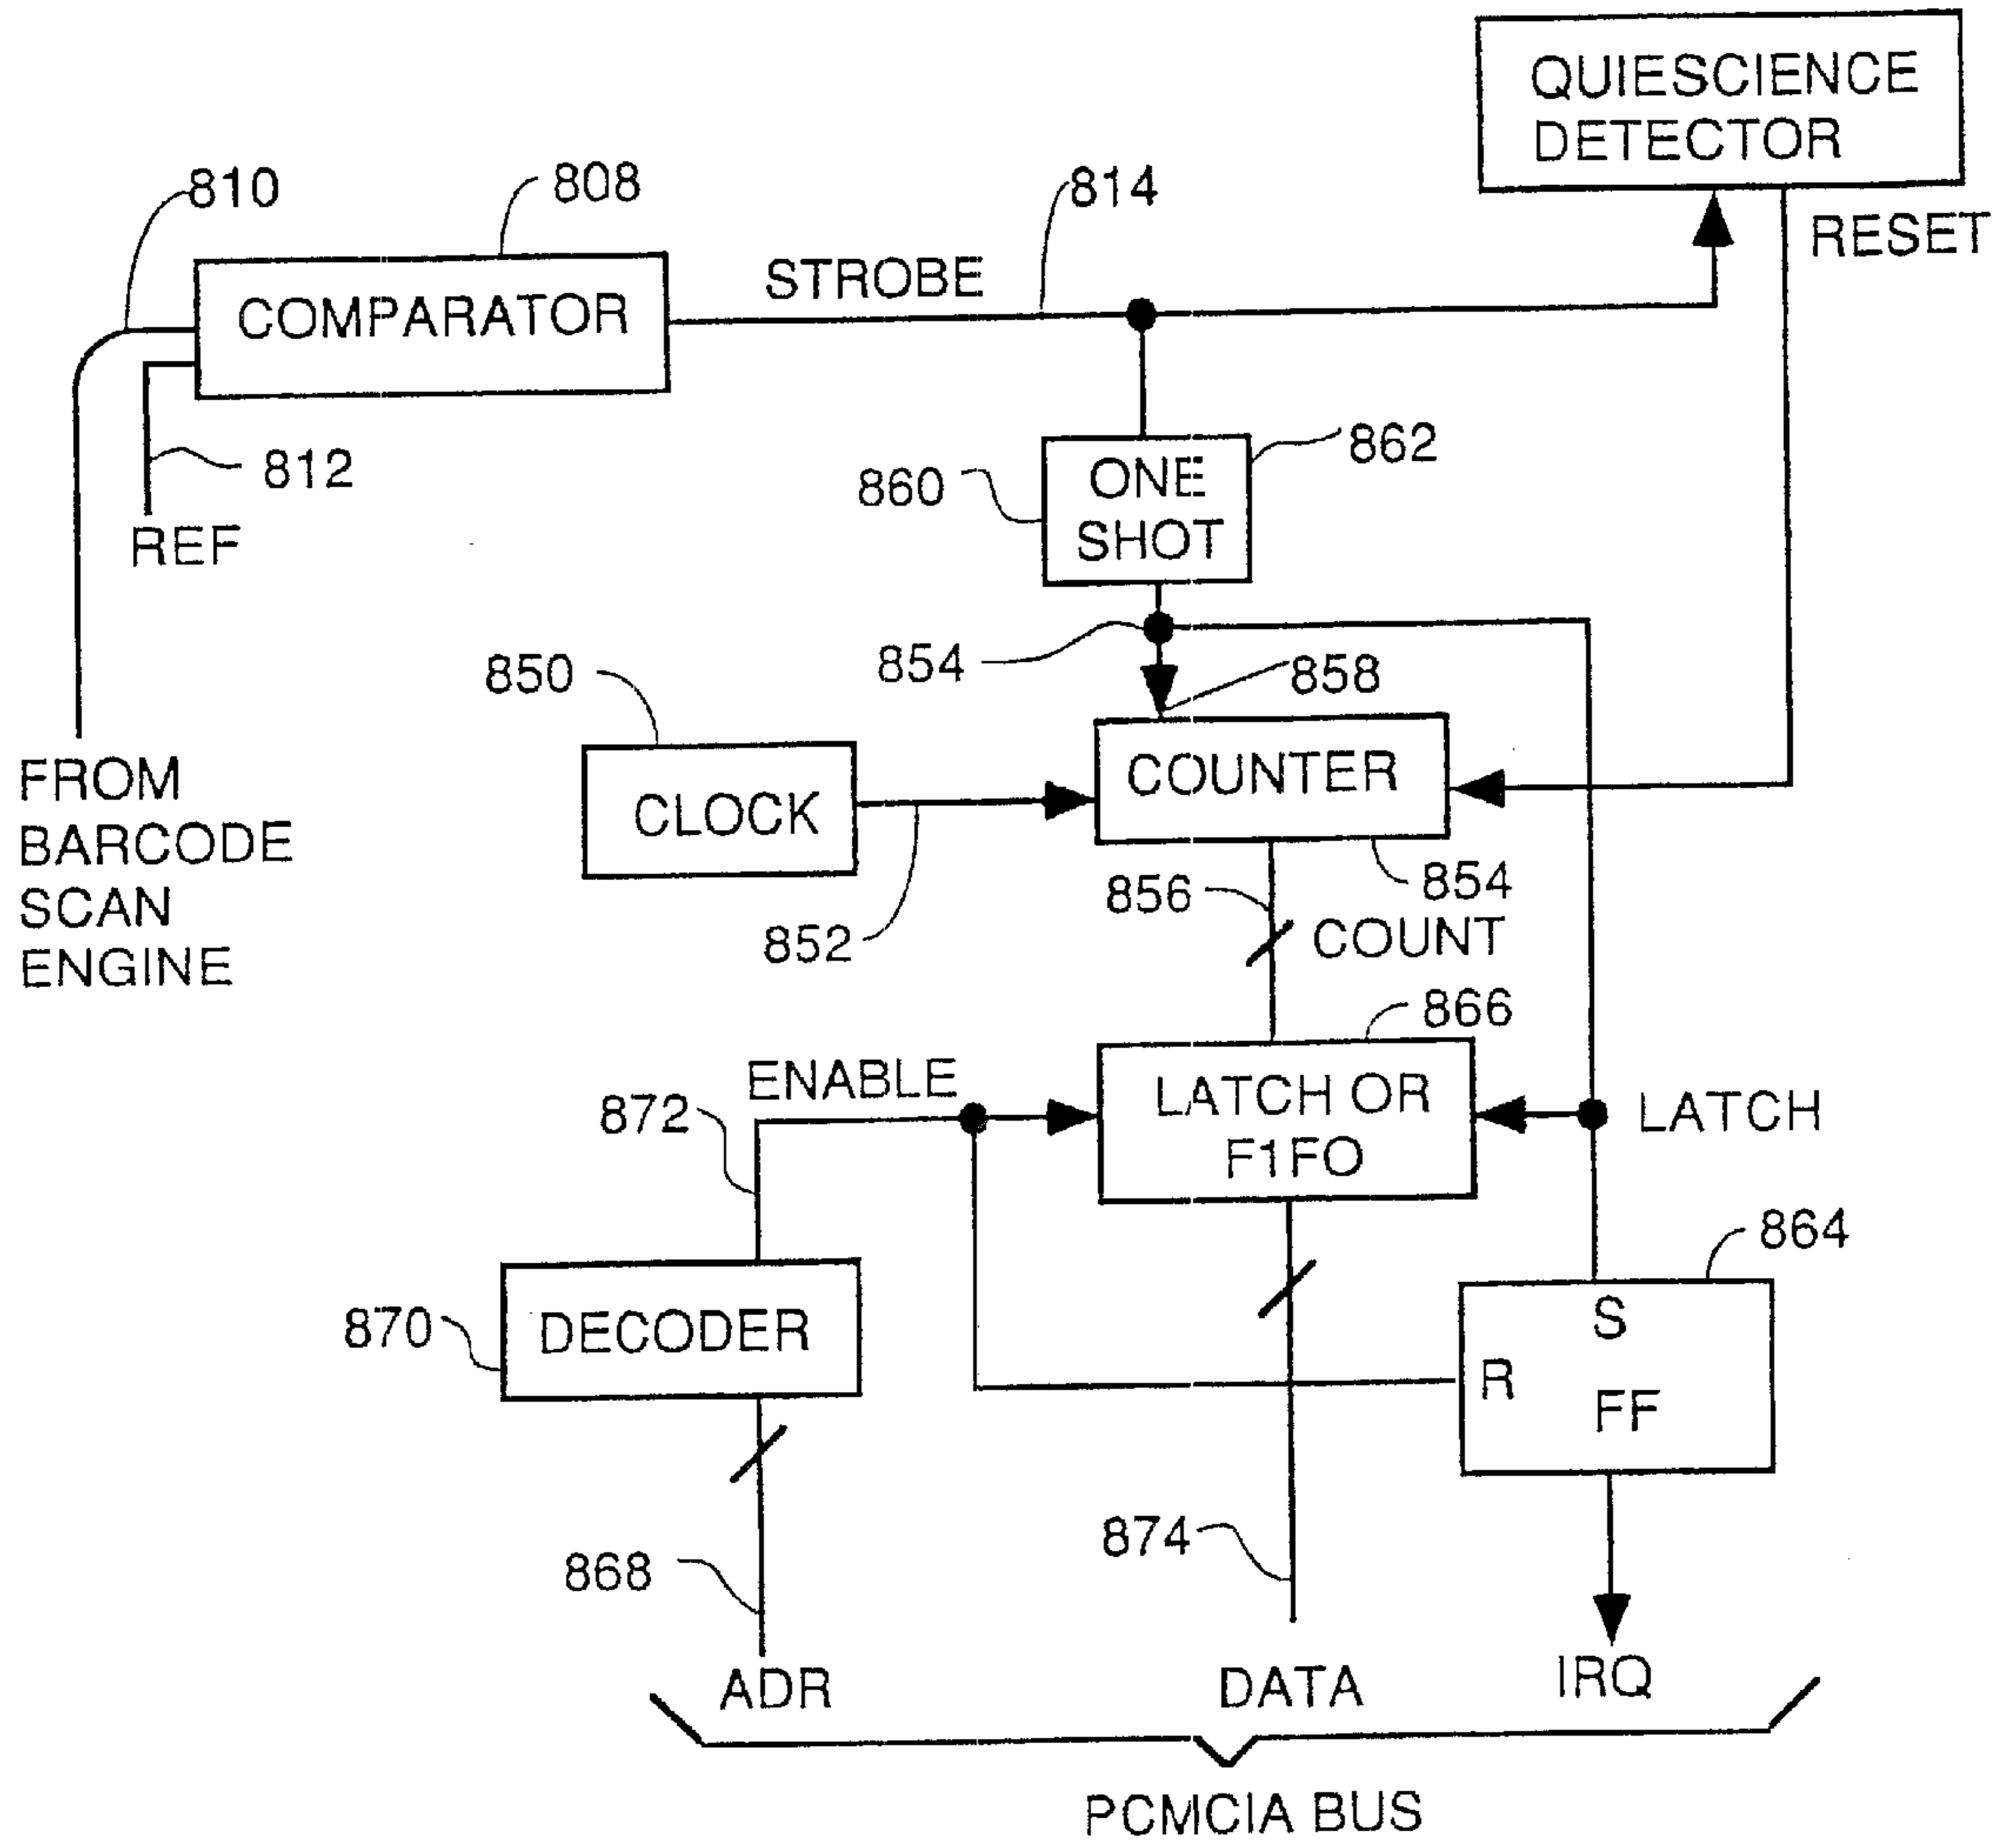 QUIESCIENCE
DETECTOR
810
808
814
RESET
STROBE
COMPARATOR
812
REF
862
860
ONE
SHOT
854
858
850
COUNTER
CLOCK
FROM
BARCODE
SCAN
ENGINE
854
856
852
COUNT
866
ENABLE
872
LATCH OR
F1FO
LATCH
864
870
DECODER
S
R
FF
874
868
ADR
DATA
IRQ
PCMCIA BUS